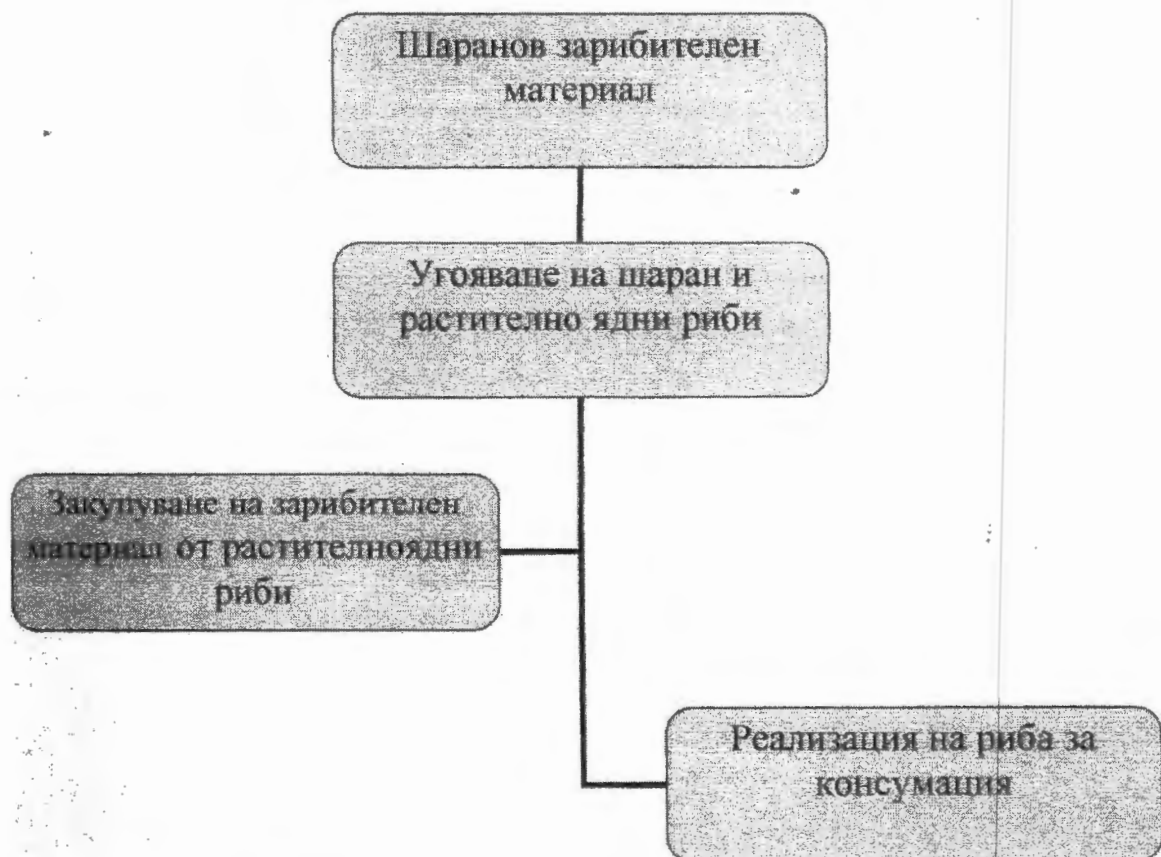 Шаранов зарибителен
материал
Угояване на шаран и
растително ядни риби
Закупуване на зарибителен
материал от растителноядни
риби
Реализация на риба за
консумация